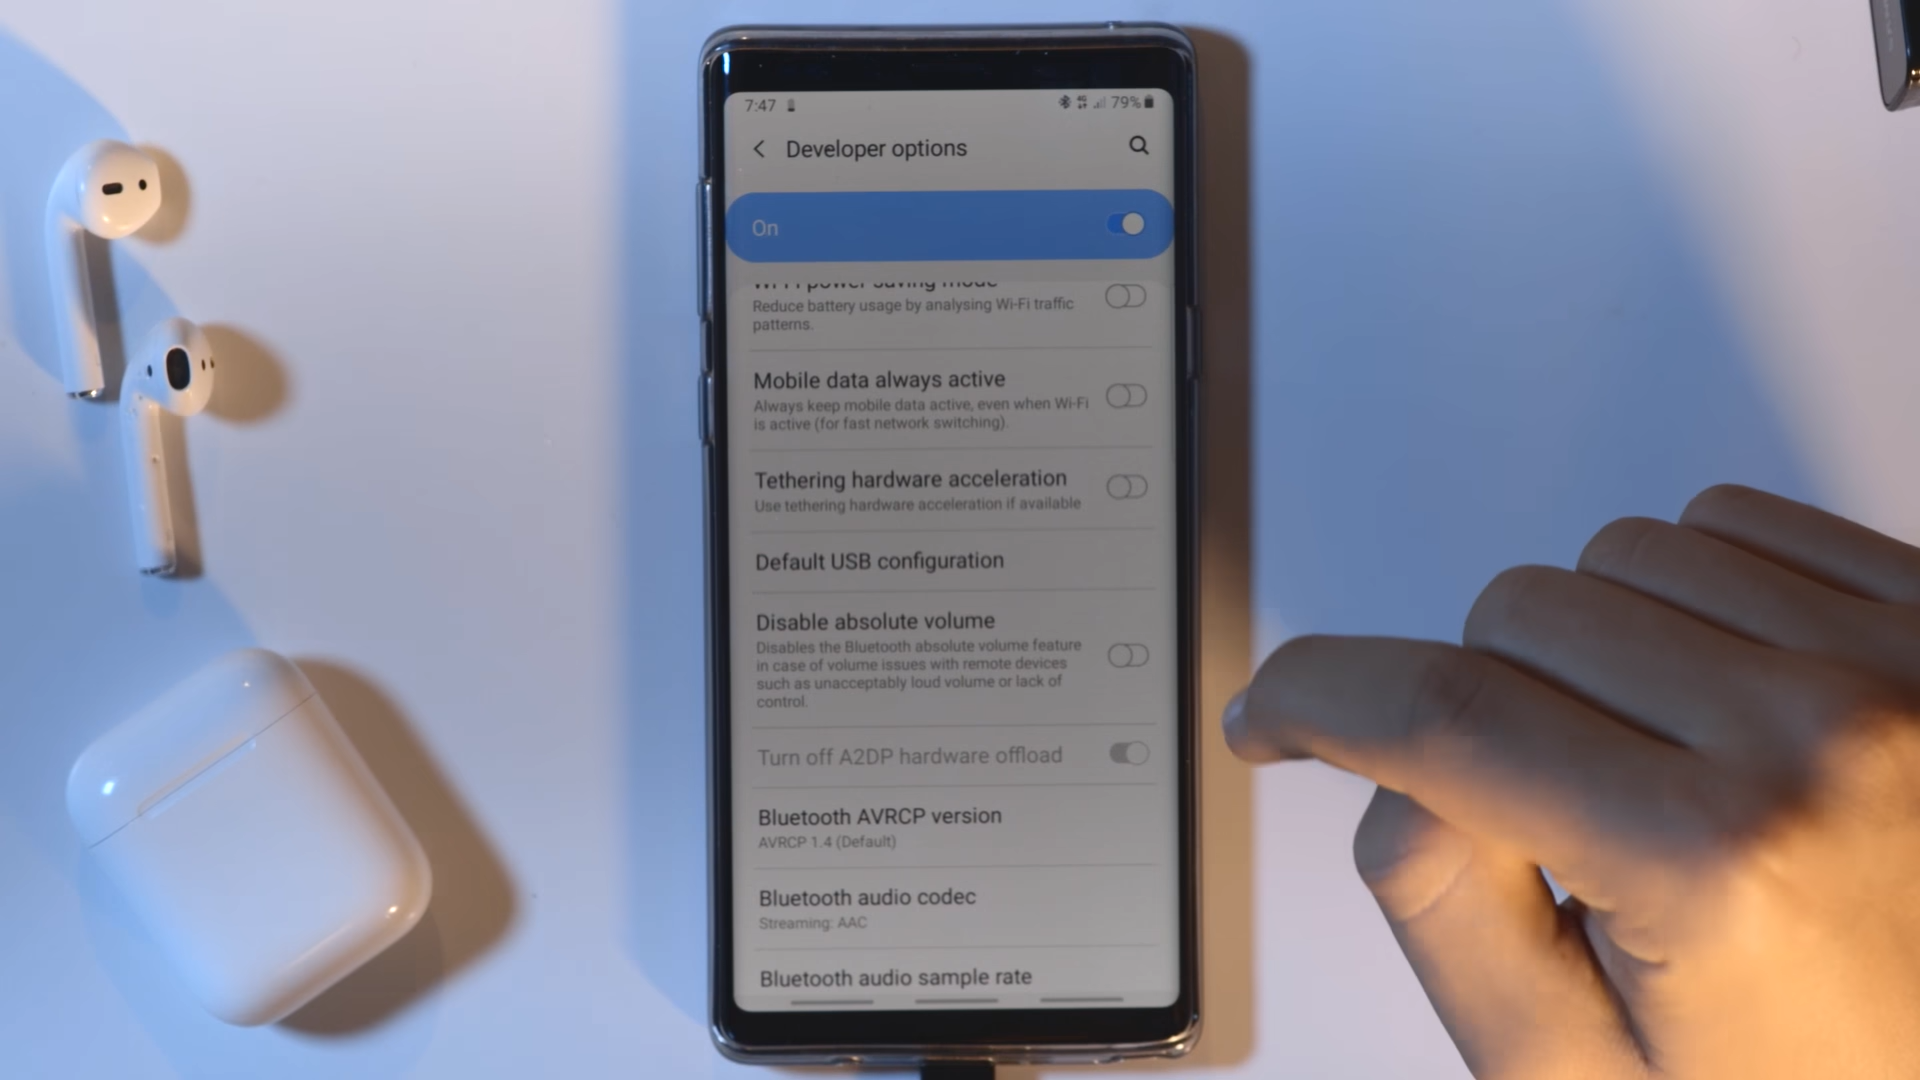 7:47 79%
Developer options
On
Wi-Fi power saving mode
Reduce battery usage by analysing Wi-Fi traffic
patterns.
Mobile data always active
Always keep mobile data active, even when Wi-Fi
is active (for fast network switching).
Tethering hardware acceleration
Use tethering hardware acceleration if available
Default USB configuration
Disable absolute volume
Disables the Bluetooth absolute volume feature
in case of volume issues with remote devices
such as unacceptably loud volume or lack of
control.
Turn off A2DP hardware offload
Bluetooth AVRCP version
AVRCP 1.4 (Default)
Bluetooth audio codec
Streaming: AAC
Bluetooth audio sample rate